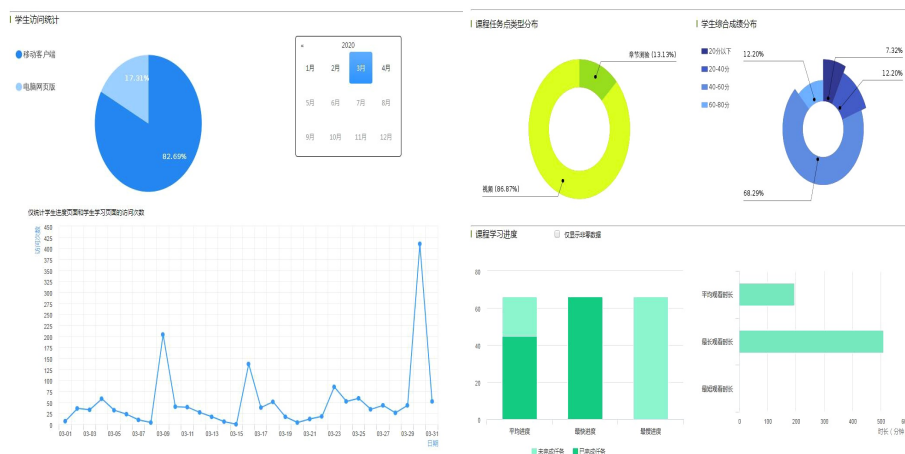 学生访问统计
移动客户端
电脑网页版
17.31%
82.69%
« 2020
1月 2月 3月 4月
5月 6月 7月 8月
9月 10月 11月 12月
仅统计学生进度页面和学生学习页面的访问次数
访问次数
450
425
400
375
350
325
300
275
250
225
200
175
150
125
100
75
50
25
0
03-01 03-03 03-05 03-07 03-09 03-11 03-13 03-15 03-17 03-19 03-21 03-23 03-25 03-27 03-29 03-31
日期
课程任务点类型分布
章节测验 (13.13%)
视频 (86.87%)
学生综合成绩分布
20分以下
20-40分
40-60分
60-80分
12.20%
7.32%
12.20%
68.29%
课程学习进度
仅显示非零数据
80
60
40
20
0
平均进度 最快进度 最慢进度
未完成任务 已完成任务
平均观看时长
最长观看时长
最短观看时长
0 100 200 300 400 500
时长 ( 分钟